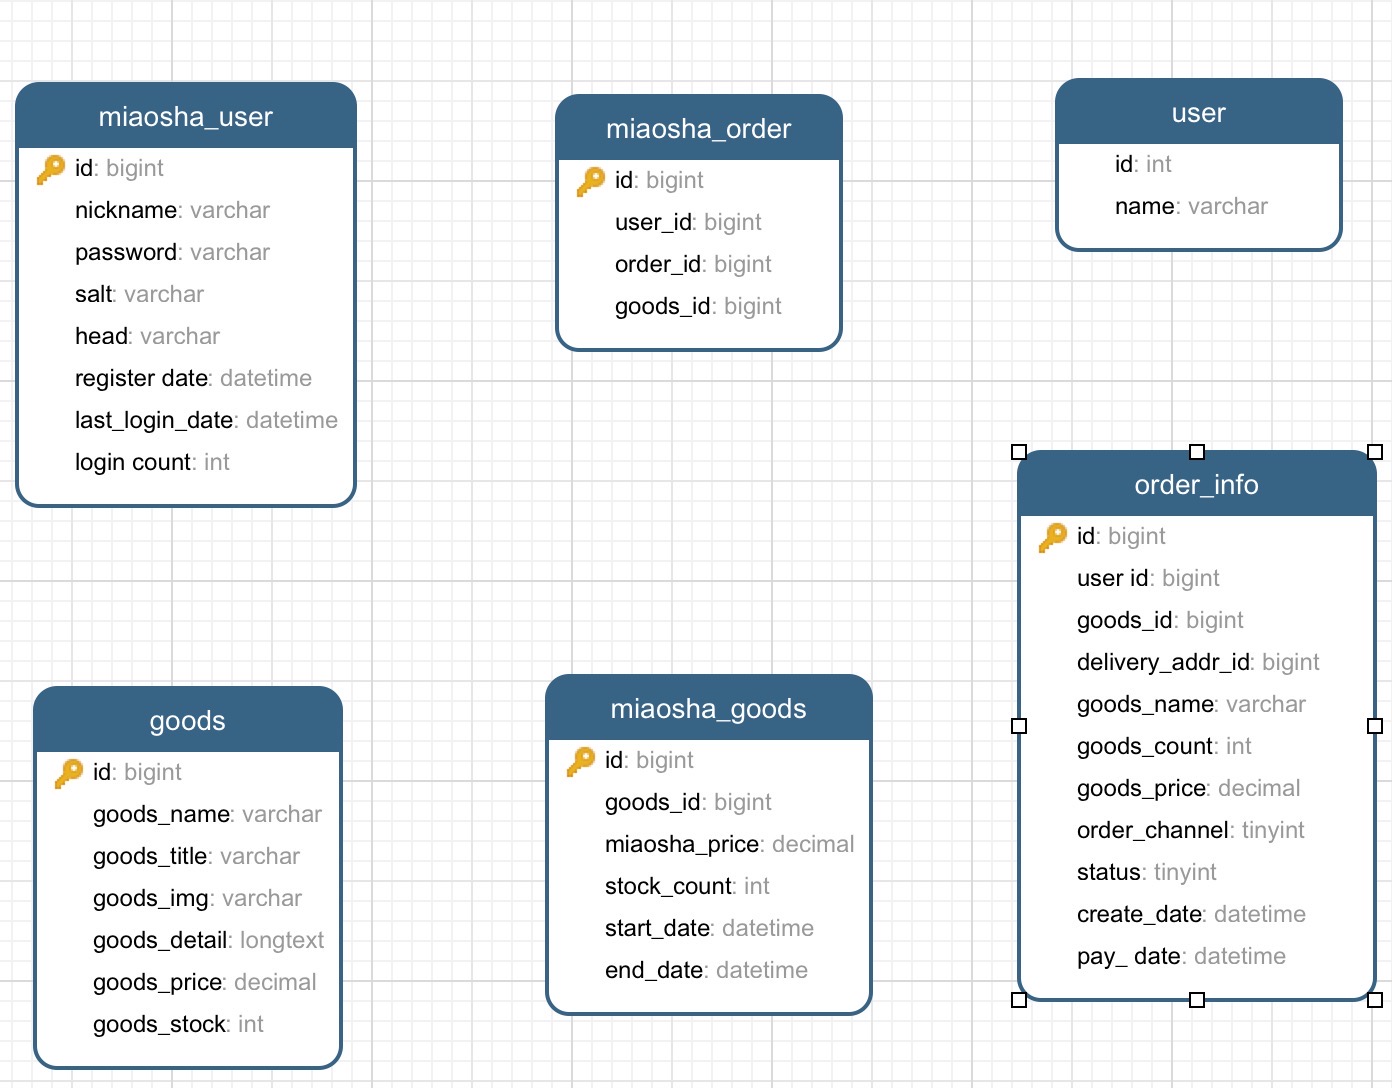 miaosha_user
id: bigint
nickname: varchar
password: varchar
salt: varchar
head: varchar
register date: datetime
last_login_date: datetime
login count: int
miaosha_order
id: bigint
user_id: bigint
order_id: bigint
goods_id: bigint
user
id: int
name: varchar
goods
id: bigint
goods_name: varchar
goods_title: varchar
goods_img: varchar
goods_detail: longtext
goods_price: decimal
goods_stock: int
miaosha_goods
id: bigint
goods_id: bigint
miaosha_price: decimal
stock_count: int
start_date: datetime
end_date: datetime
order_info
id: bigint
user id: bigint
goods_id: bigint
delivery_addr_id: bigint
goods_name: varchar
goods_count: int
goods_price: decimal
order_channel: tinyint
status: tinyint
create_date: datetime
pay_ date: datetime